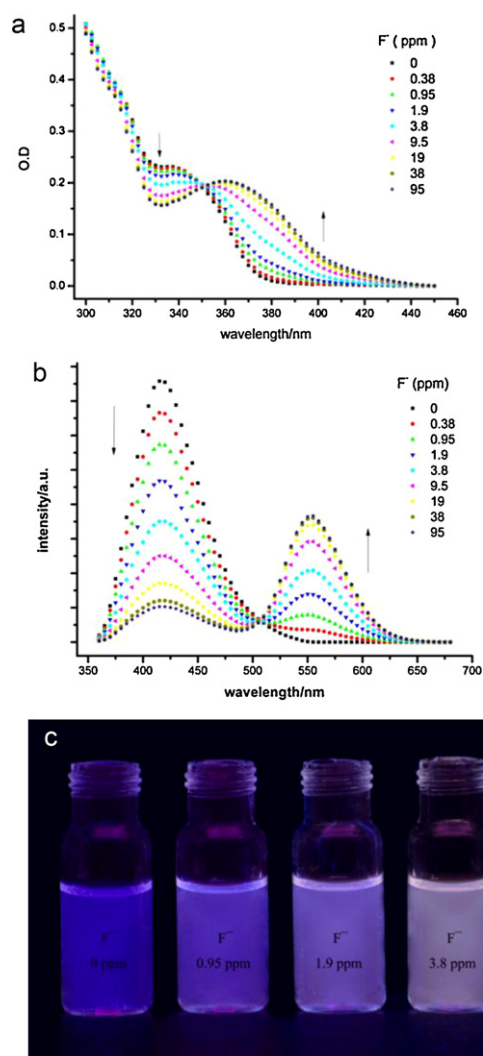 a
F⁻ ( ppm )
0
0.38
0.95
1.9
3.8
9.5
19
38
95
O.D
0.5
0.4
0.3
0.2
0.1
0.0
300 320 340 360 380 400 420 440 460
wavelength/nm
b
F⁻ (ppm)
0
0.38
0.95
1.9
3.8
9.5
19
38
95
intensity/a.u.
350 400 450 500 550 600 650 700
wavelength/nm
c
F⁻ F⁻ F⁻ F⁻
0 ppm 0.95 ppm 1.9 ppm 3.8 ppm